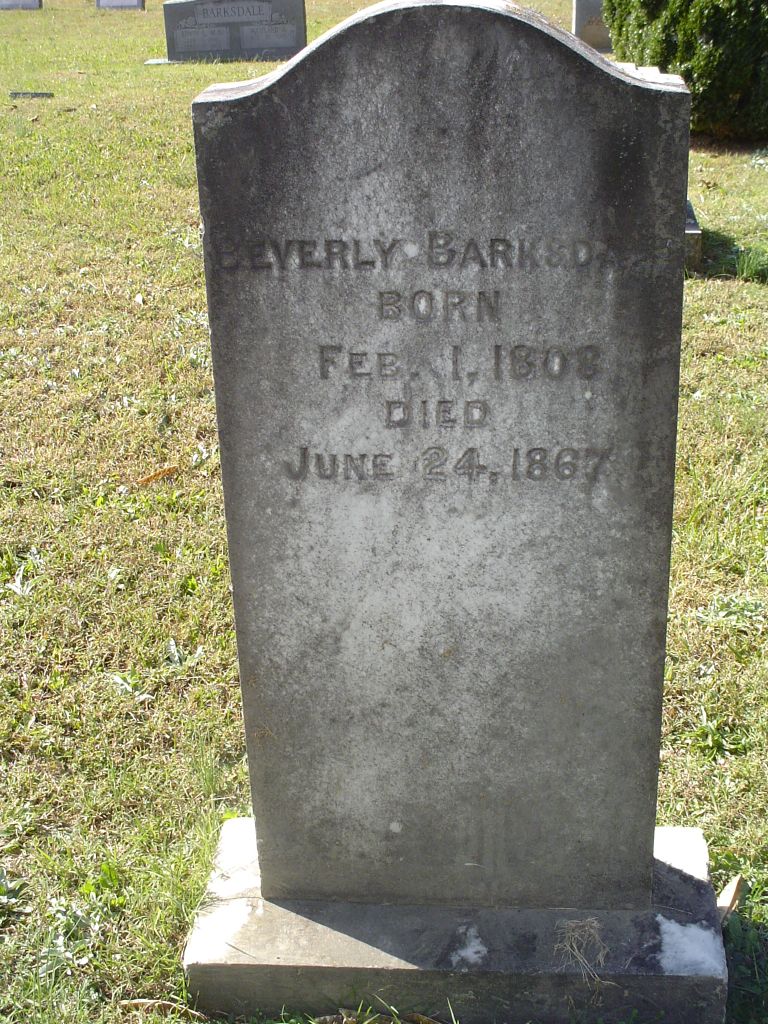 BARKSDALE
BEVERLY BARKSDALE
BORN
FEB. 1, 1808
DIED
JUNE 24, 1867